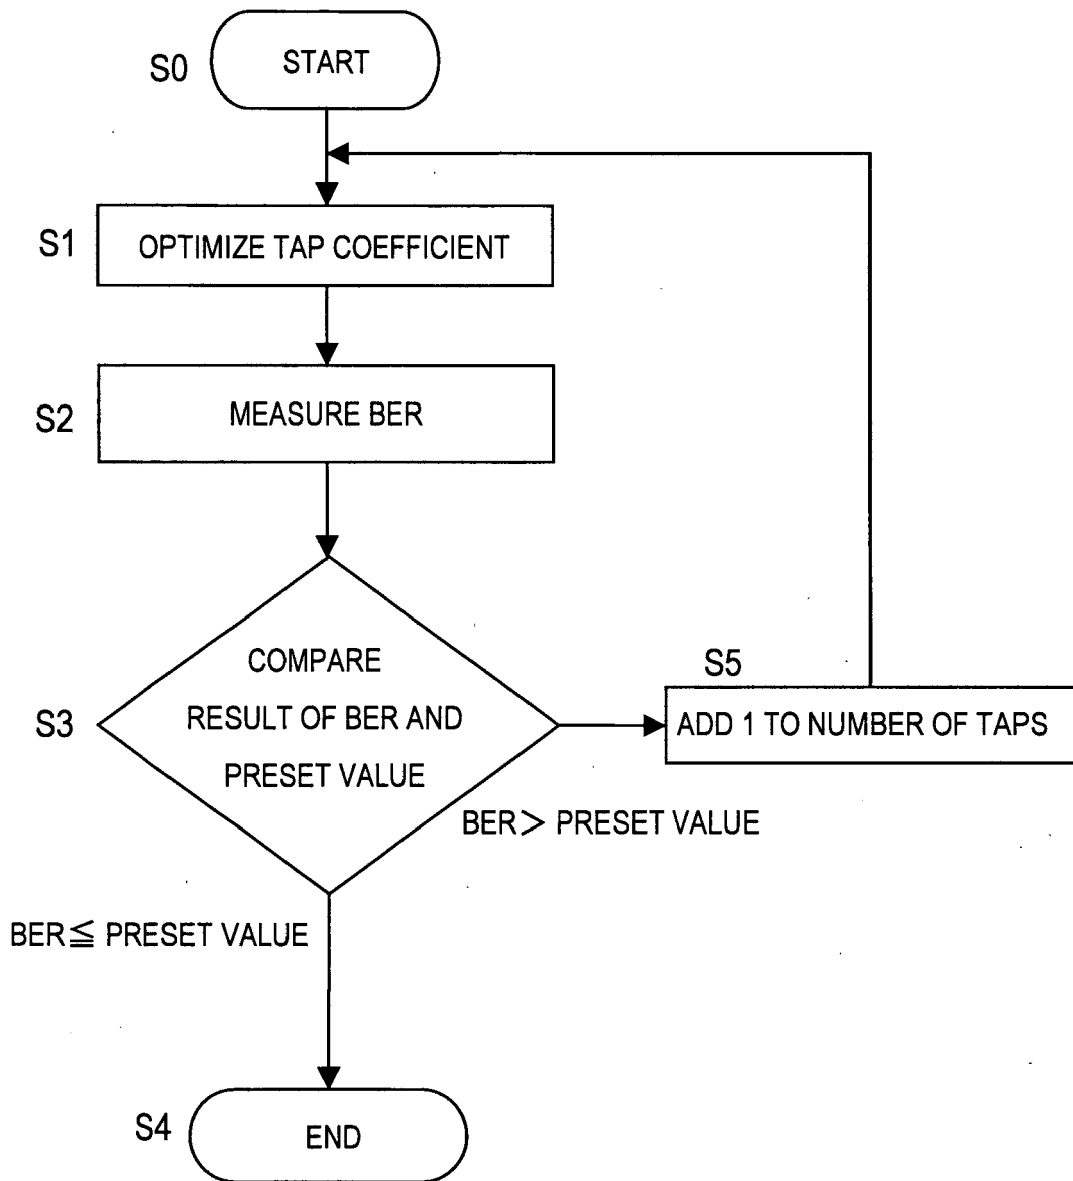 S0
START
S1
OPTIMIZE TAP COEFFICIENT
S2
MEASURE BER
S3
COMPARE
RESULT OF BER AND
PRESET VALUE
S5
ADD 1 TO NUMBER OF TAPS
BER> PRESET VALUE
BER≦ PRESET VALUE
S4
END